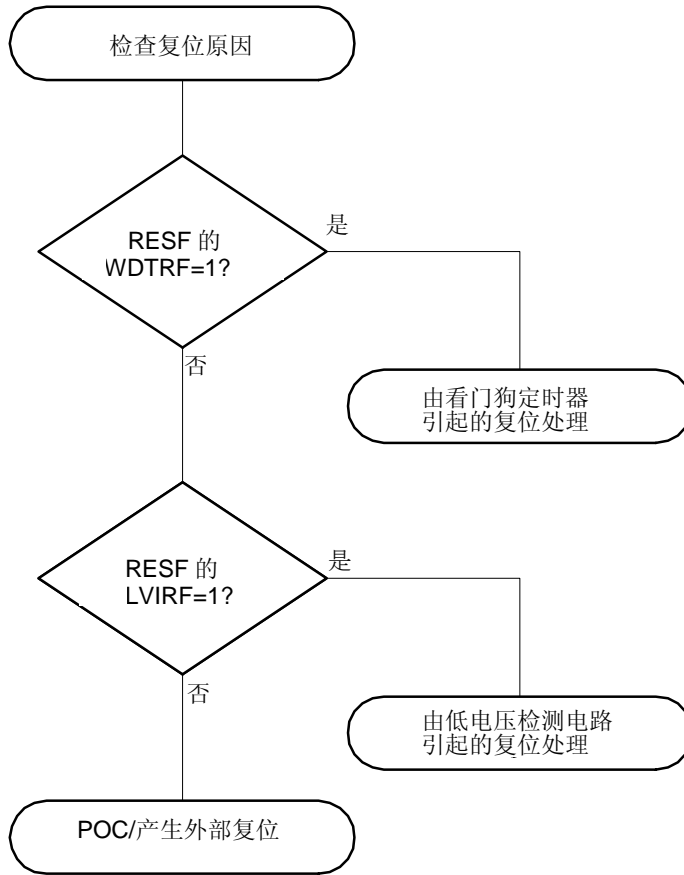 检查复位原因
RESF 的
WDTRF=1?
是
否
由看门狗定时器
引起的复位处理
RESF 的
LVIRF=1?
是
否
由低电压检测电路
引起的复位处理
POC/产生外部复位